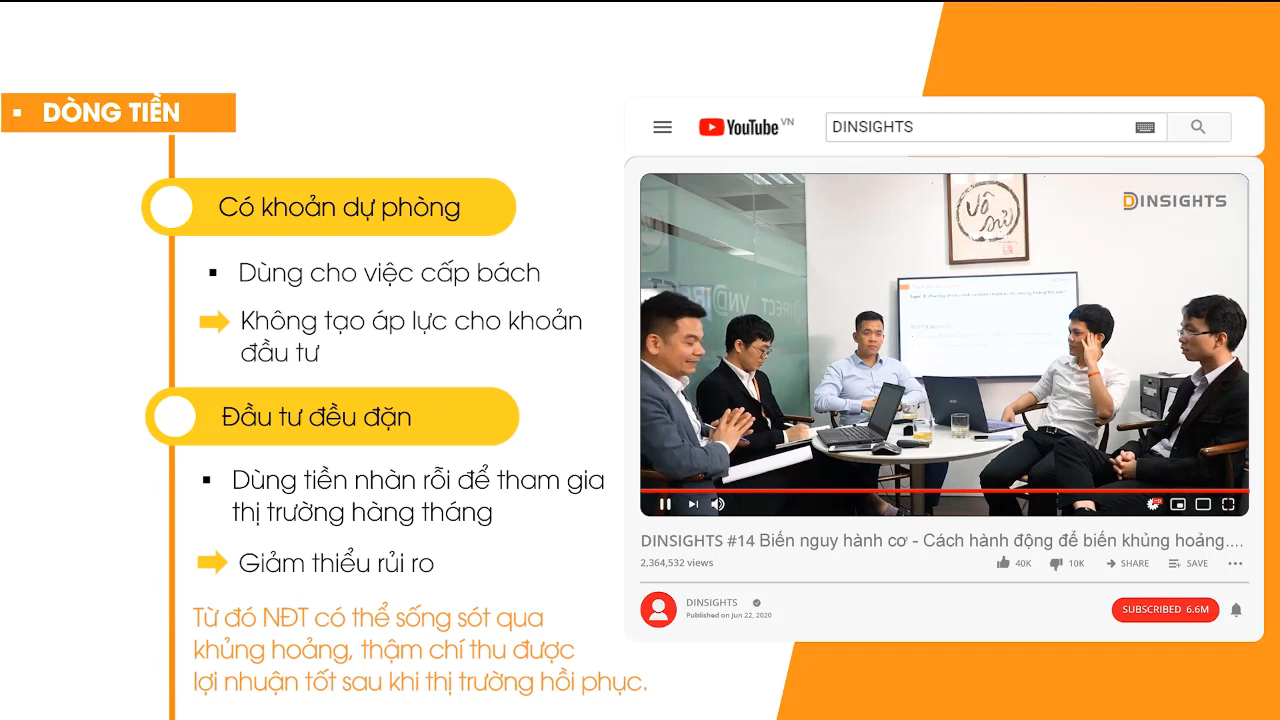 DÒNG TIỀN
Có khoản dự phòng
Dùng cho việc cấp bách
Không tạo áp lực cho khoản
đầu tư
Đầu tư đều đặn
Dùng tiền nhàn rỗi để tham gia
thị trường hàng tháng
Giảm thiểu rủi ro
Từ đó NĐT có thể sống sót qua
khủng hoảng, thậm chí thu được
lợi nhuận tốt sau khi thị trường hồi phục.
YouTube VN
DINSIGHTS
DINSIGHTS
Vô
sự
VNDIRECT
DINSIGHTS #14 Biến nguy hành cơ - Cách hành động để biến khủng hoảng....
2,364,532 views
40K
10K
SHARE
SAVE
DINSIGHTS
Published on Jun 22, 2020
SUBSCRIBED 6.6M